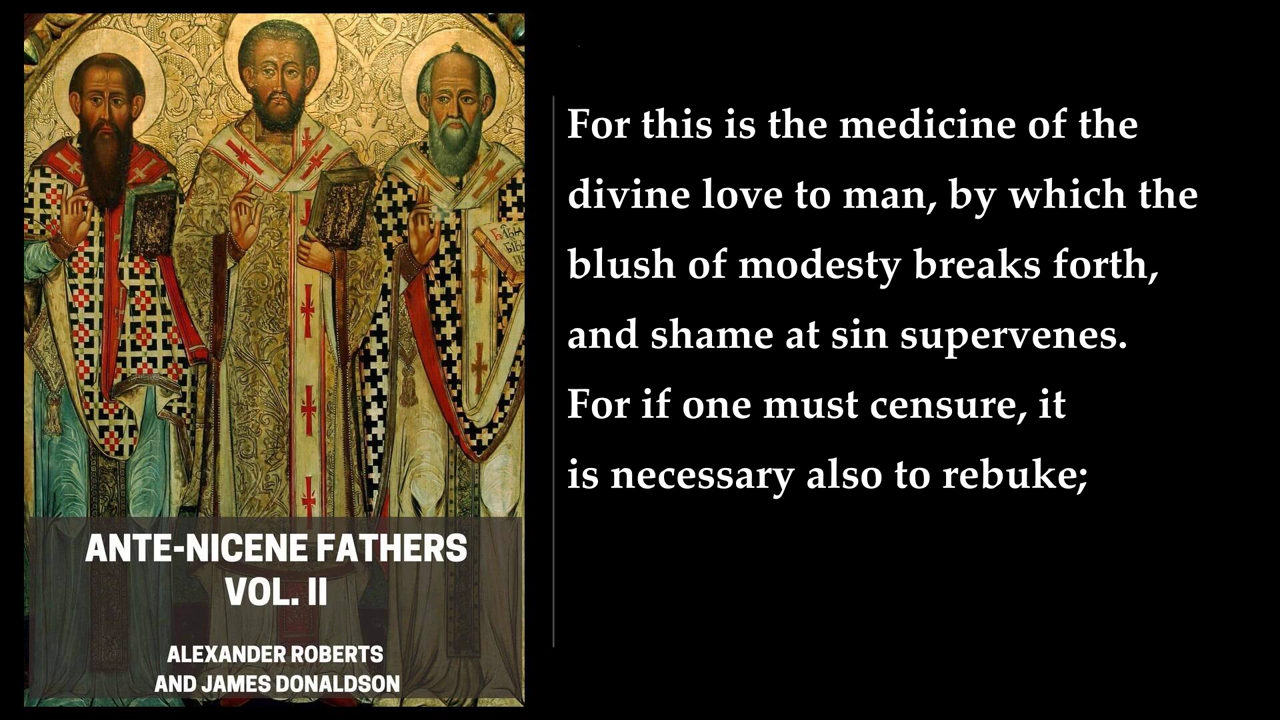 For this is the medicine of the
divine love to man, by which the
blush of modesty breaks forth,
and shame at sin supervenes.
For if one must censure, it
is necessary also to rebuke;
ANTE-NICENE FATHERS
VOL. II
ALEXANDER ROBERTS
AND JAMES DONALDSON